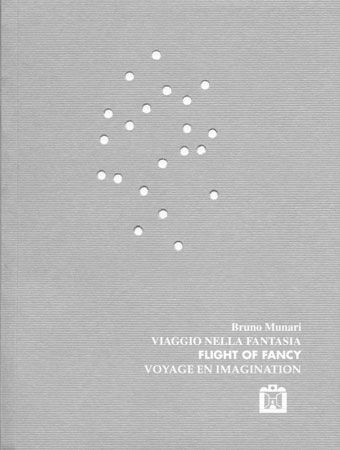 Bruno Munari
VIAGGIO NELLA FANTASIA
FLIGHT OF FANCY
VOYAGE EN IMAGINATION